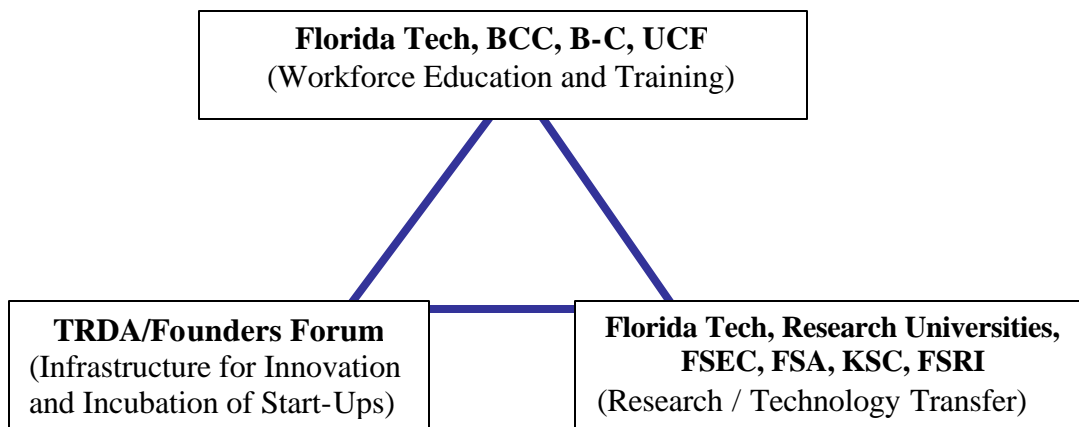 Florida Tech, BCC, B-C, UCF
(Workforce Education and Training)
TRDA/Founders Forum
(Infrastructure for Innovation
and Incubation of Start-Ups)
Florida Tech, Research Universities,
FSEC, FSA, KSC, FSRI
(Research / Technology Transfer)